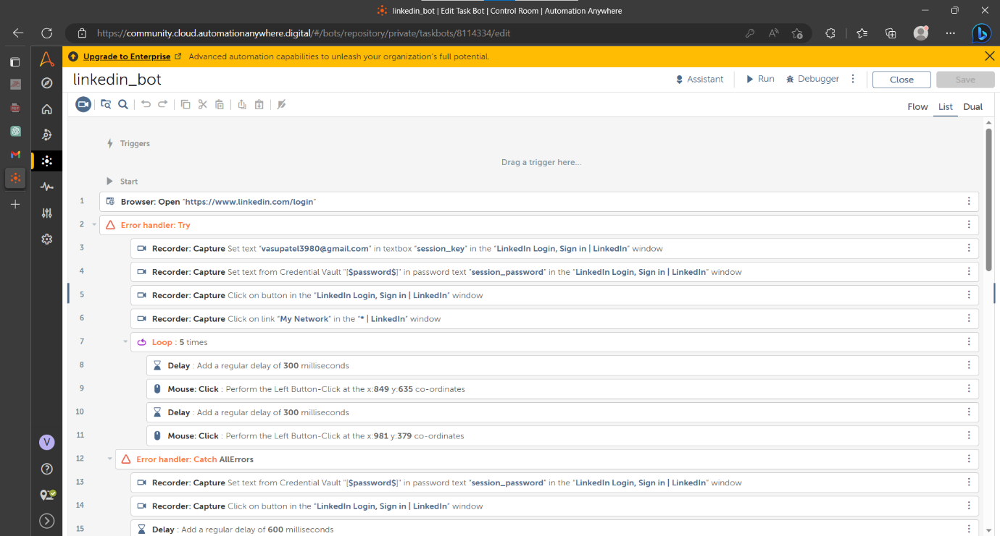 linkedin_bot | Edit Task Bot | Control Room | Automation Anywhere
https://community.cloud.automationanywhere.digital/#/bots/repository/private/taskbots/8114334/edit
Upgrade to Enterprise Advanced automation capabilities to unleash your organization's full potential.
linkedin_bot Assistant Run Debugger Close Save
Flow List Dual
Triggers
Drag a trigger here...
Start
1 Browser: Open "https://www.linkedin.com/login"
2 Error handler: Try
3 Recorder: Capture Set text "vasupatel3980@gmail.com" in textbox "session_key" in the "LinkedIn Login, Sign in | LinkedIn" window
4 Recorder: Capture Set text from Credential Vault "[$password$]" in password text "session_password" in the "LinkedIn Login, Sign in | LinkedIn" window
5 Recorder: Capture Click on button in the "LinkedIn Login, Sign in | LinkedIn" window
6 Recorder: Capture Click on link "My Network" in the "* | LinkedIn" window
7 Loop : 5 times
8 Delay : Add a regular delay of 300 milliseconds
9 Mouse: Click : Perform the Left Button-Click at the x:849 y:635 co-ordinates
10 Delay : Add a regular delay of 300 milliseconds
11 Mouse: Click : Perform the Left Button-Click at the x:981 y:379 co-ordinates
12 Error handler: Catch AllErrors
13 Recorder: Capture Set text from Credential Vault "[$password$]" in password text "session_password" in the "LinkedIn Login, Sign in | LinkedIn" window
14 Recorder: Capture Click on button in the "LinkedIn Login, Sign in | LinkedIn" window
15 Delay : Add a regular delay of 600 milliseconds
V